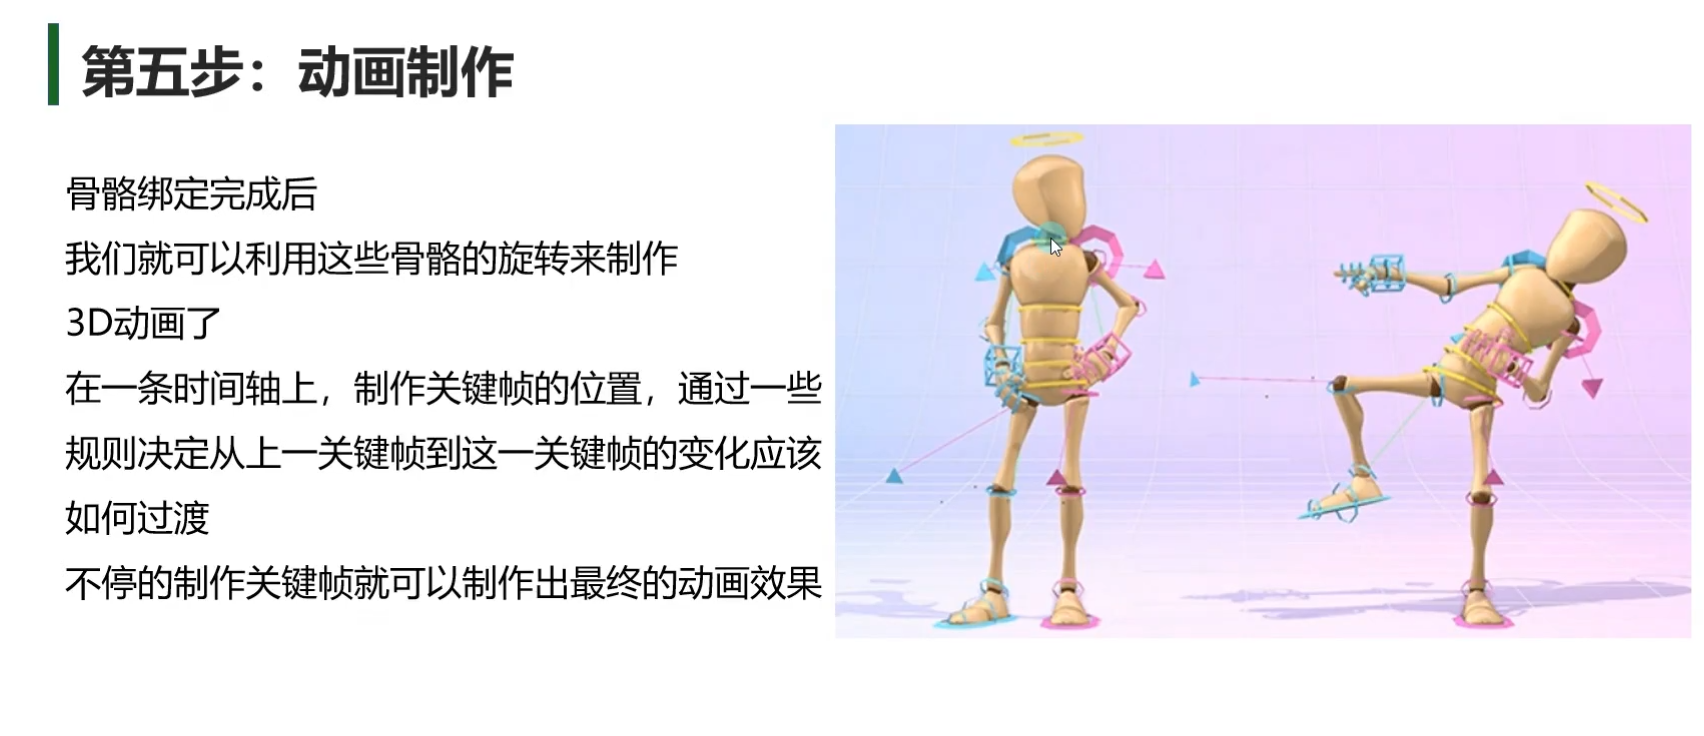 第五步：动画制作
骨骼绑定完成后
我们就可以利用这些骨骼的旋转来制作
3D动画了
在一条时间轴上，制作关键帧的位置，通过一些
规则决定从上一关键帧到这一关键帧的变化应该
如何过渡
不停的制作关键帧就可以制作出最终的动画效果